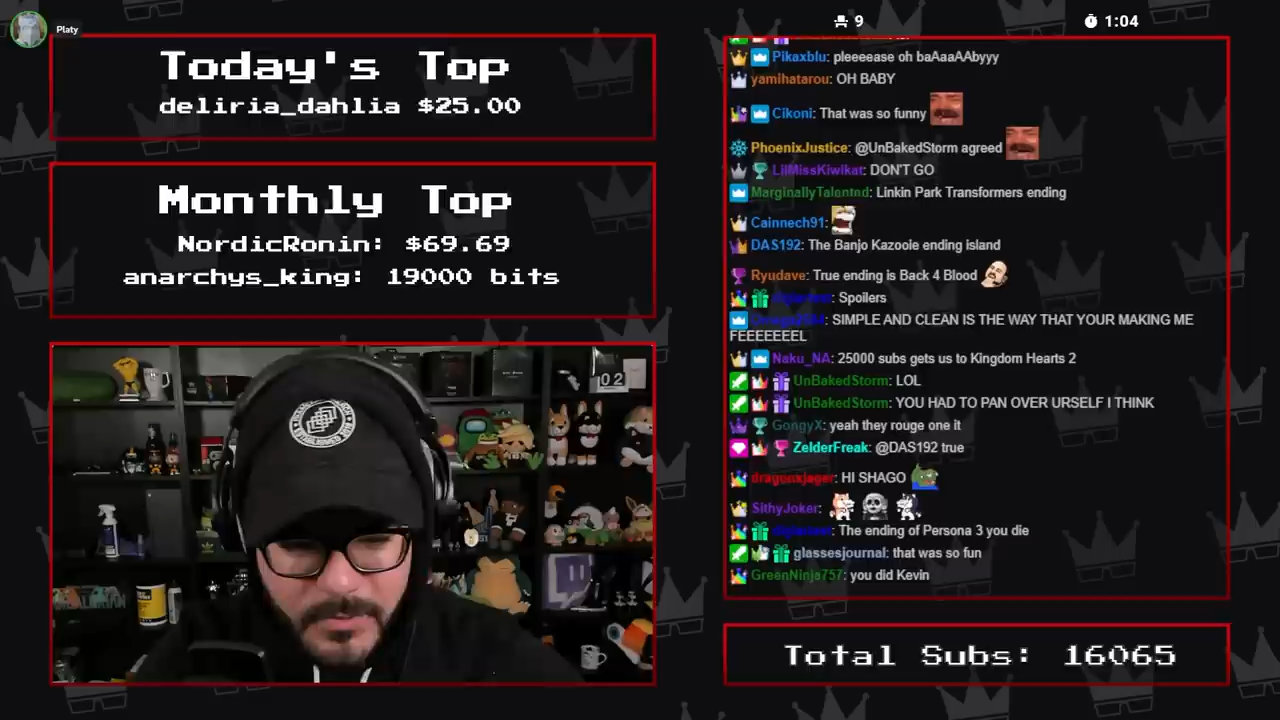 Platy
9
1:04
Today's Top
deliria_dahlia $25.00
Monthly Top
NordicRonin: $69.69
anarchys_king: 19000 bits
Pikaxblu: pleeeease oh baAaaAAbyyy
yamihatarou: OH BABY
Cikoni: That was so funny
PhoenixJustice: @UnBakedStorm agreed
LilMissKiwikat: DON'T GO
MarginallyTalented: Linkin Park Transformers ending
Cainnech91:
DAS192: The Banjo Kazooie ending island
Ryudave: True ending is Back 4 Blood
: Spoilers
: SIMPLE AND CLEAN IS THE WAY THAT YOUR MAKING ME
FEEEEEEEL
Naku_NA: 25000 subs gets us to Kingdom Hearts 2
UnBakedStorm: LOL
UnBakedStorm: YOU HAD TO PAN OVER URSELF I THINK
GongyX: yeah they rouge one it
ZelderFreak: @DAS192 true
dragonxjager: HI SHAGO
SithyJoker:
: The ending of Persona 3 you die
glassesjournal: that was so fun
GreenNinja757: you did Kevin
Total Subs: 16065
02